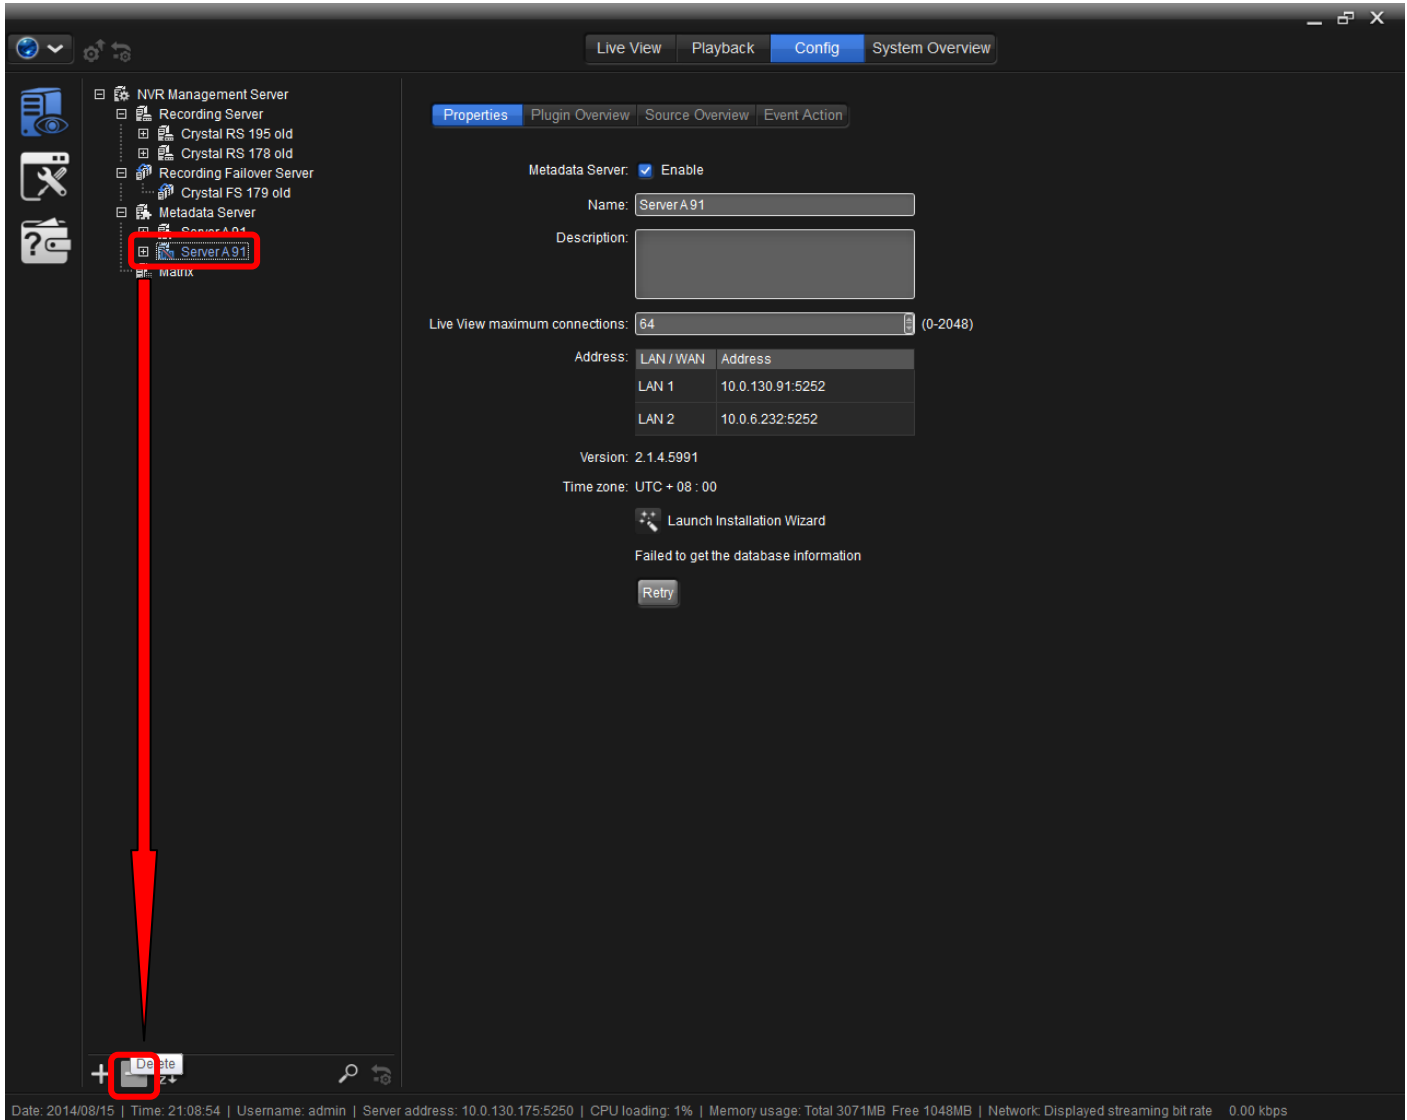 Live View Playback Config System Overview
NVR Management Server
Recording Server
Crystal RS 195 old
Crystal RS 178 old
Recording Failover Server
Crystal FS 179 old
Metadata Server
Server A 91
Server A 91
Matrix
Properties Plugin Overview Source Overview Event Action
Metadata Server: Enable
Name: Server A 91
Description:
Live View maximum connections: 64 (0-2048)
Address: LAN / WAN Address
LAN 1 10.0.130.91:5252
LAN 2 10.0.6.232:5252
Version: 2.1.4.5991
Time zone: UTC + 08 : 00
Launch Installation Wizard
Failed to get the database information
Retry
Delete
Date: 2014/08/15 | Time: 21:08:54 | Username: admin | Server address: 10.0.130.175:5250 | CPU loading: 1% | Memory usage: Total 3071MB Free 1048MB | Network: Displayed streaming bit rate 0.00 kbps